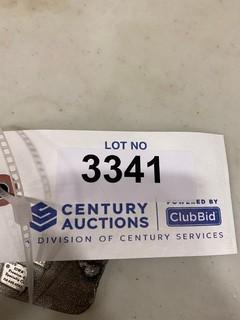 LOT NO
3341
CENTURY AUCTIONS
POWERED BY
ClubBid
A DIVISION OF CENTURY SERVICES